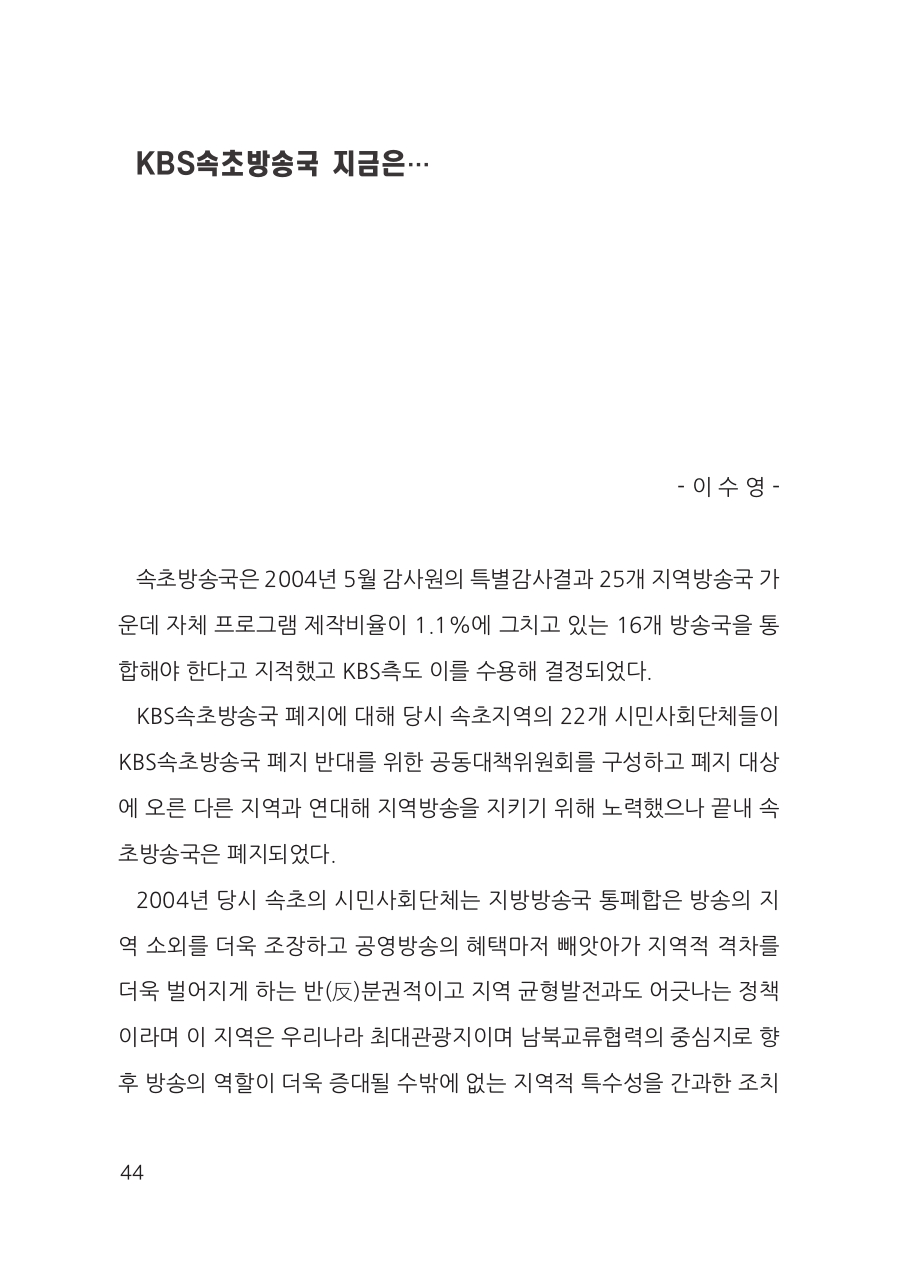 KBS속초방송국 지금은…
- 이 수 영 -
속초방송국은 2004년 5월 감사원의 특별감사결과 25개 지역방송국 가
운데 자체 프로그램 제작비율이 1.1%에 그치고 있는 16개 방송국을 통
합해야 한다고 지적했고 KBS측도 이를 수용해 결정되었다.
KBS속초방송국 폐지에 대해 당시 속초지역의 22개 시민사회단체들이
KBS속초방송국 폐지 반대를 위한 공동대책위원회를 구성하고 폐지 대상
에 오른 다른 지역과 연대해 지역방송을 지키기 위해 노력했으나 끝내 속
초방송국은 폐지되었다.
2004년 당시 속초의 시민사회단체는 지방방송국 통폐합은 방송의 지
역 소외를 더욱 조장하고 공영방송의 혜택마저 빼앗아가 지역적 격차를
더욱 벌어지게 하는 반(反)분권적이고 지역 균형발전과도 어긋나는 정책
이라며 이 지역은 우리나라 최대관광지이며 남북교류협력의 중심지로 향
후 방송의 역할이 더욱 증대될 수밖에 없는 지역적 특수성을 간과한 조치
44